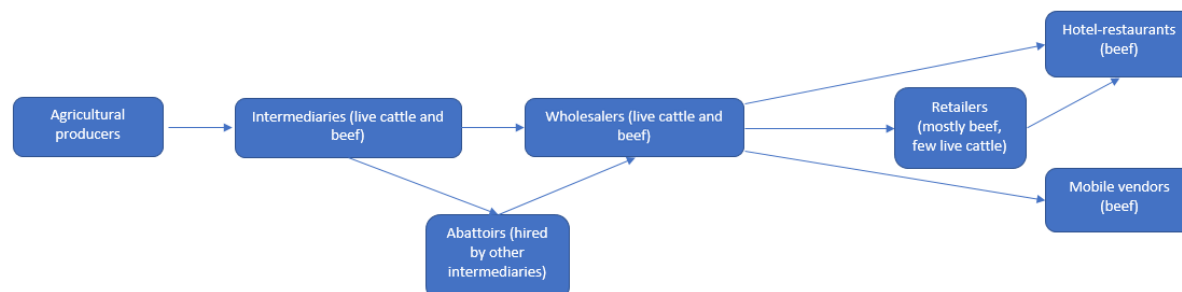 Agricultural
producers
Intermediaries (live cattle and
beef)
Abattoirs (hired
by other
intermediaries)
Wholesalers (live cattle and
beef)
Retailers
(mostly beef,
few live cattle)
Hotel-restaurants
(beef)
Mobile vendors
(beef)